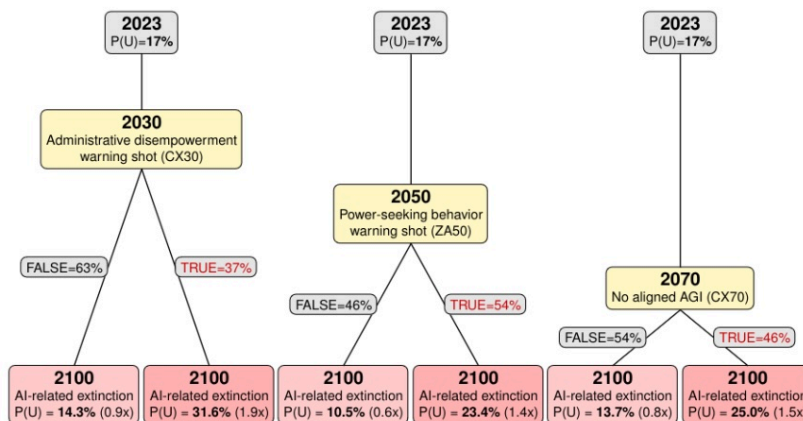 2023
P(U)=17%
2023
P(U)=17%
2023
P(U)=17%
2030
Administrative disempowerment
warning shot (CX30)
2050
Power-seeking behavior
warning shot (ZA50)
2070
No aligned AGI (CX70)
FALSE=63%
TRUE=37%
FALSE=46%
TRUE=54%
FALSE=54%
TRUE=46%
2100
AI-related extinction
P(U) = 14.3% (0.9x)
2100
AI-related extinction
P(U) = 31.6% (1.9x)
2100
AI-related extinction
P(U) = 10.5% (0.6x)
2100
AI-related extinction
P(U) = 23.4% (1.4x)
2100
AI-related extinction
P(U) = 13.7% (0.8x)
2100
AI-related extinction
P(U) = 25.0% (1.5x)